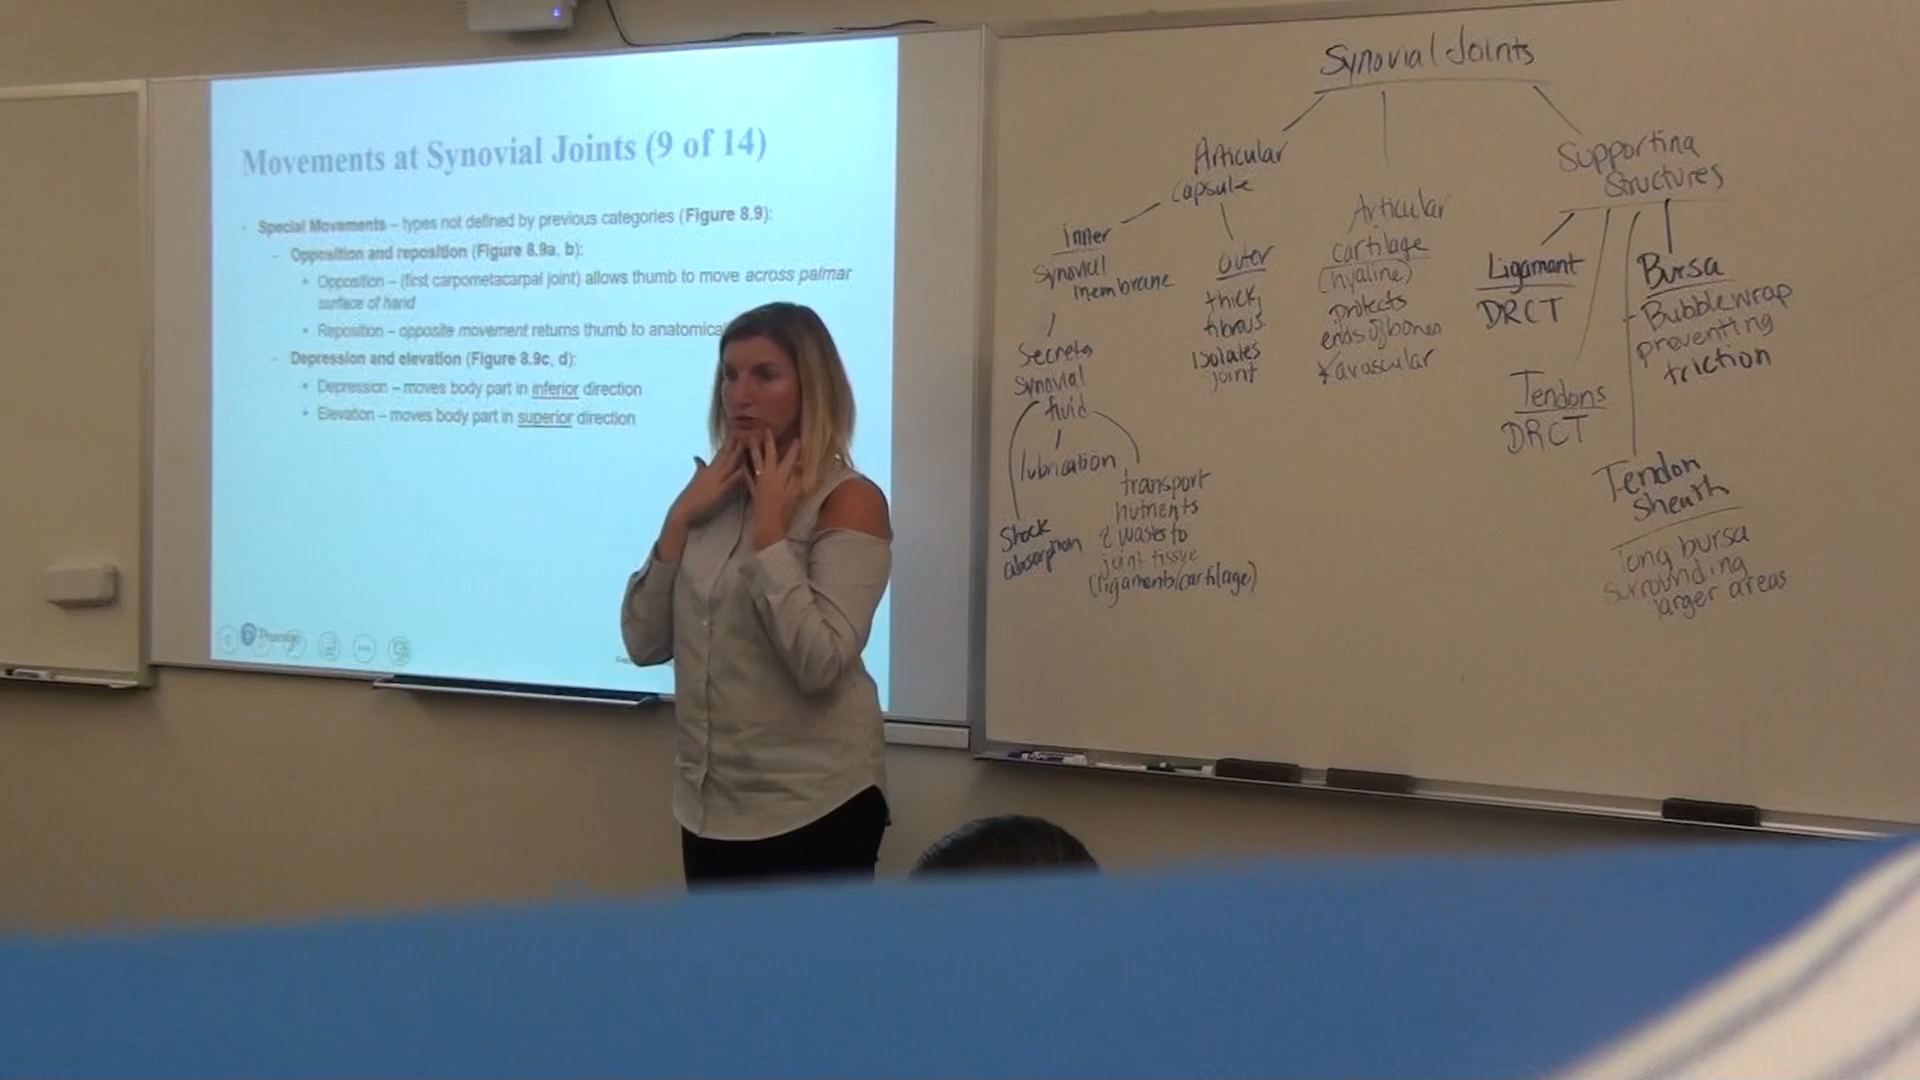 Movements at Synovial Joints (9 of 14)
Special Movements – types not defined by previous categories (Figure 8.9):
– Opposition and reposition (Figure 8.9a, b):
• Opposition – (first carpometacarpal joint) allows thumb to move across palmar
surface of hand
• Reposition – opposite movement returns thumb to anatomical
– Depression and elevation (Figure 8.9c, d):
• Depression – moves body part in inferior direction
• Elevation – moves body part in superior direction
Pearson
Synovial Joints
Articular
capsule
inner
synovial
membrane
Secretes
synovial
fluid
lubrication
Shock
absorption
transport
nutrients
& wastes to
joint tissue
(ligaments/cartilage)
outer
thick,
fibrous
isolates
joint
Articular
cartilage
(hyaline)
protects
ends of bones
*avascular
Supporting
Structures
Ligament
DRCT
Tendons
DRCT
Tendon
Sheath
long bursa
surrounding
larger areas
Bursa
- Bubblewrap
preventing
friction